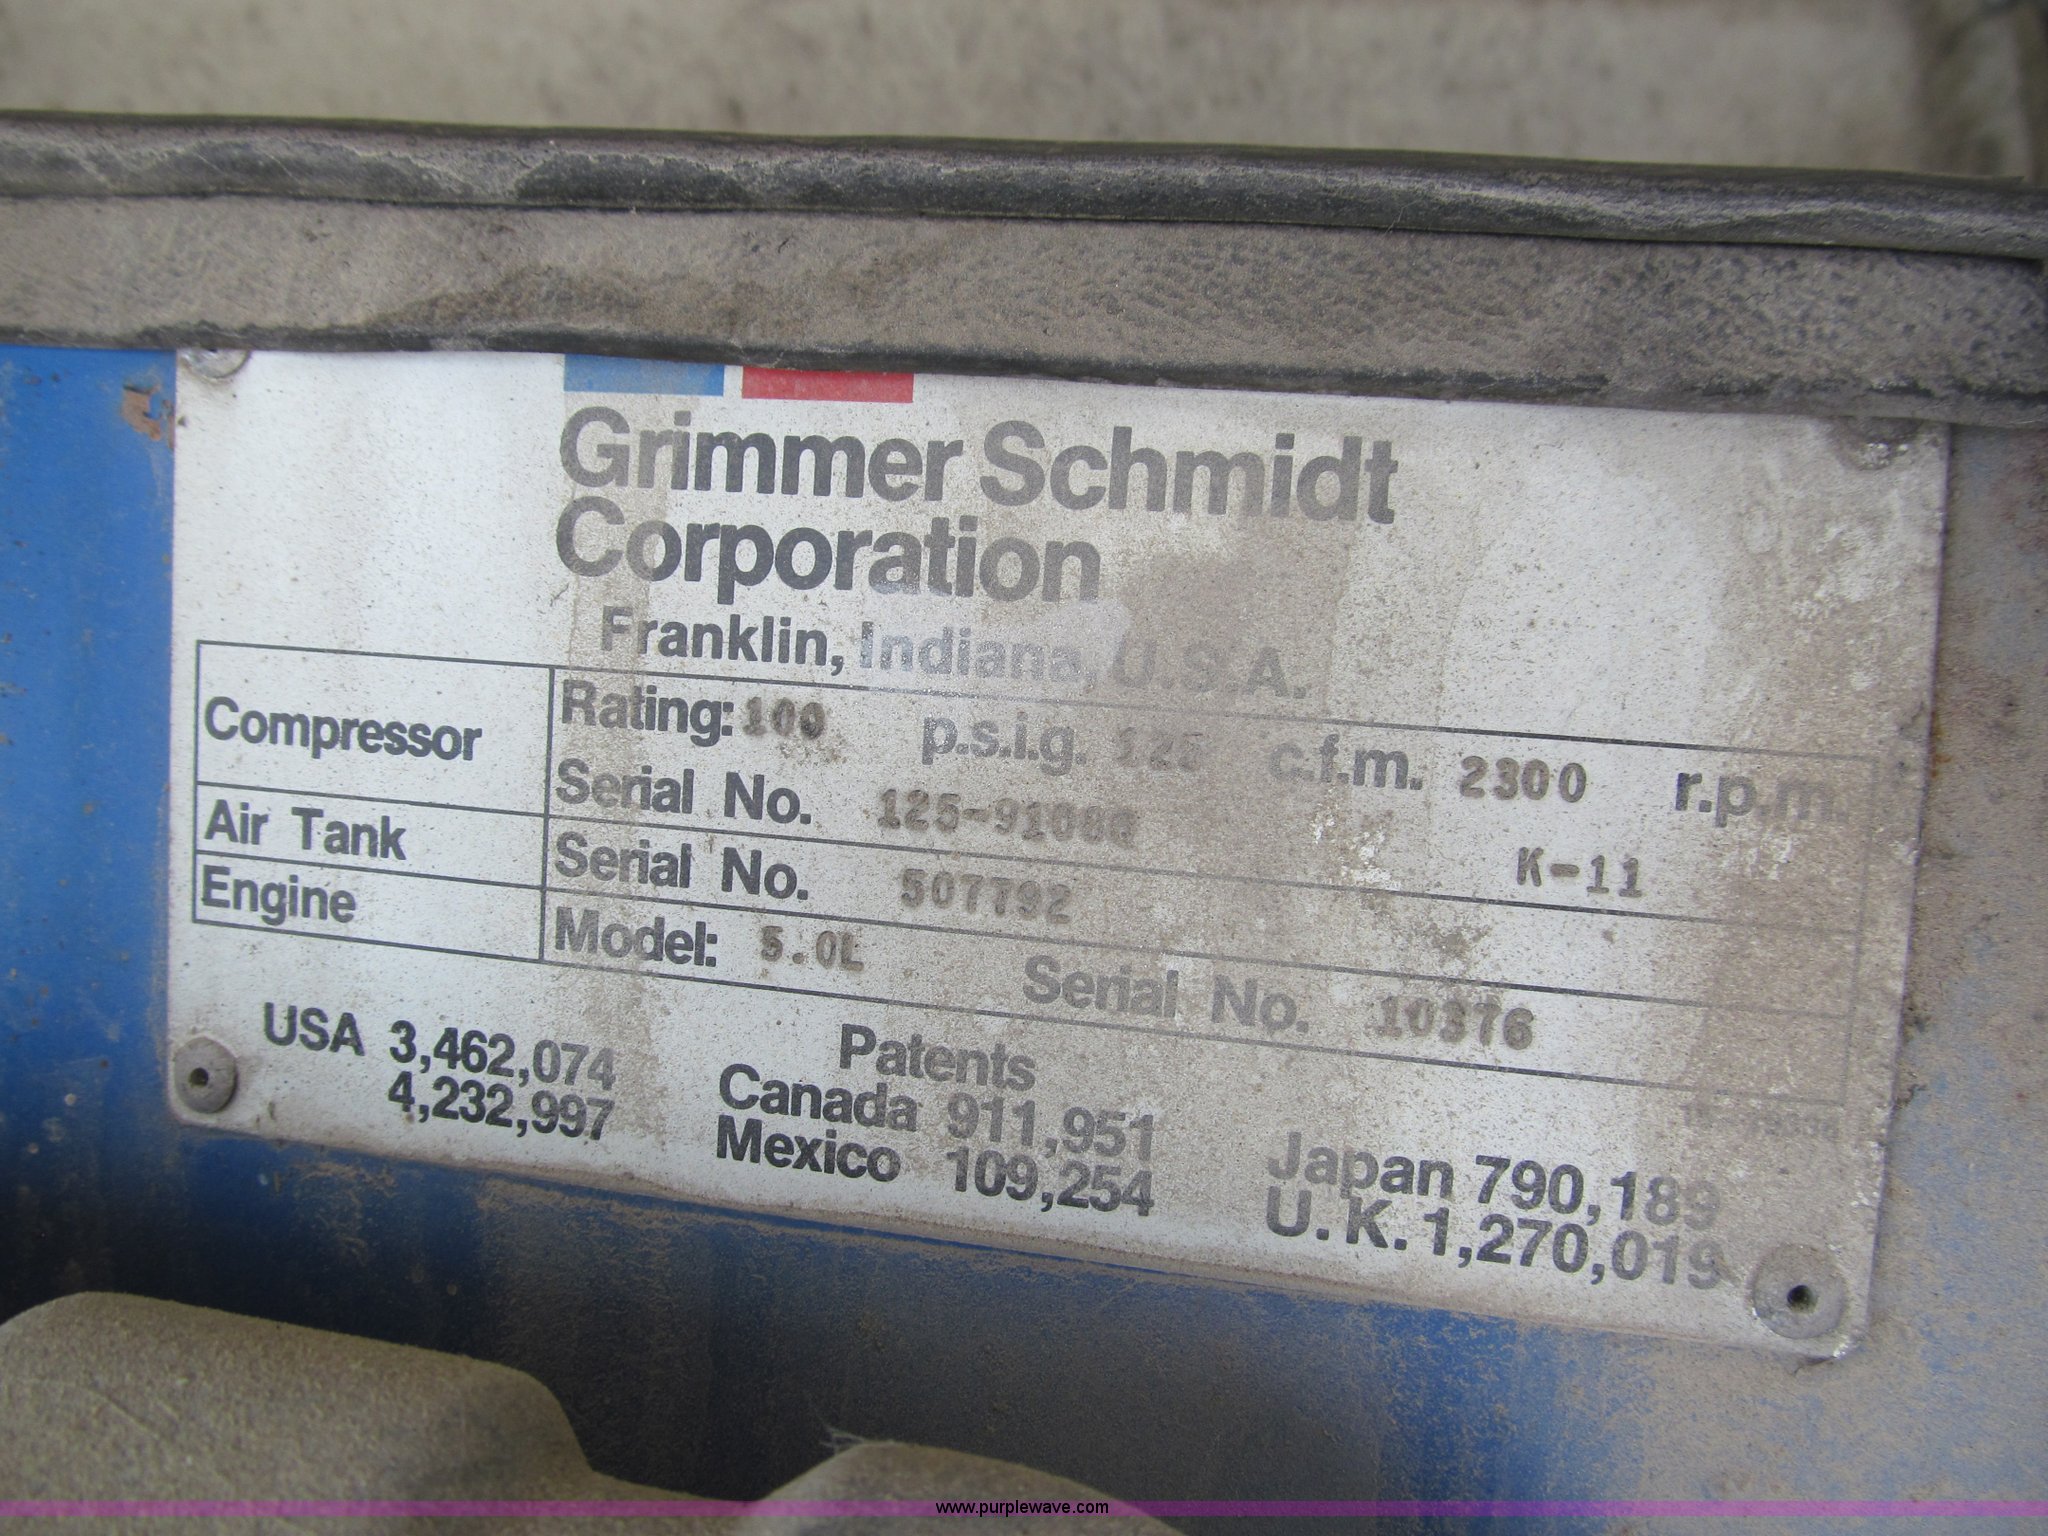 Grimmer Schmidt
Corporation
Franklin, Indiana, U.S.A.
Compressor Rating: 100 p.s.i.g. 125 c.f.m. 2300 r.p.m.
Serial No. K-11
Air Tank Serial No. 507792
Engine Model: 5.0L Serial No. 10376
Patents
USA 3,462,074 Canada 911,951 Japan 790,189
4,232,997 Mexico 109,254 U.K. 1,270,019
www.purplewave.com